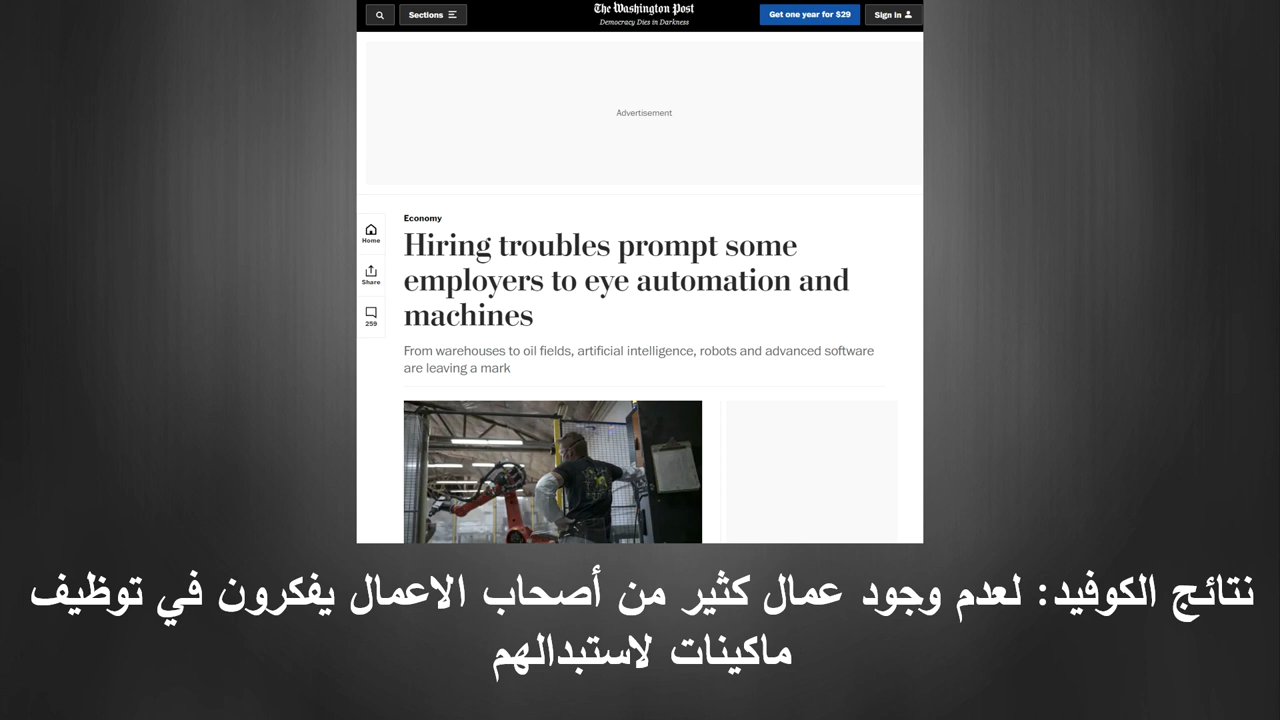 Sections
The Washington Post
Democracy Dies in Darkness
Get one year for $29
Sign in
Advertisement
Home
Share
259
Economy
Hiring troubles prompt some
employers to eye automation and
machines
From warehouses to oil fields, artificial intelligence, robots and advanced software
are leaving a mark
نتائج الكوفيد: لعدم وجود عمال كثير من أصحاب الاعمال يفكرون في توظيف
ماكينات لاستبدالهم